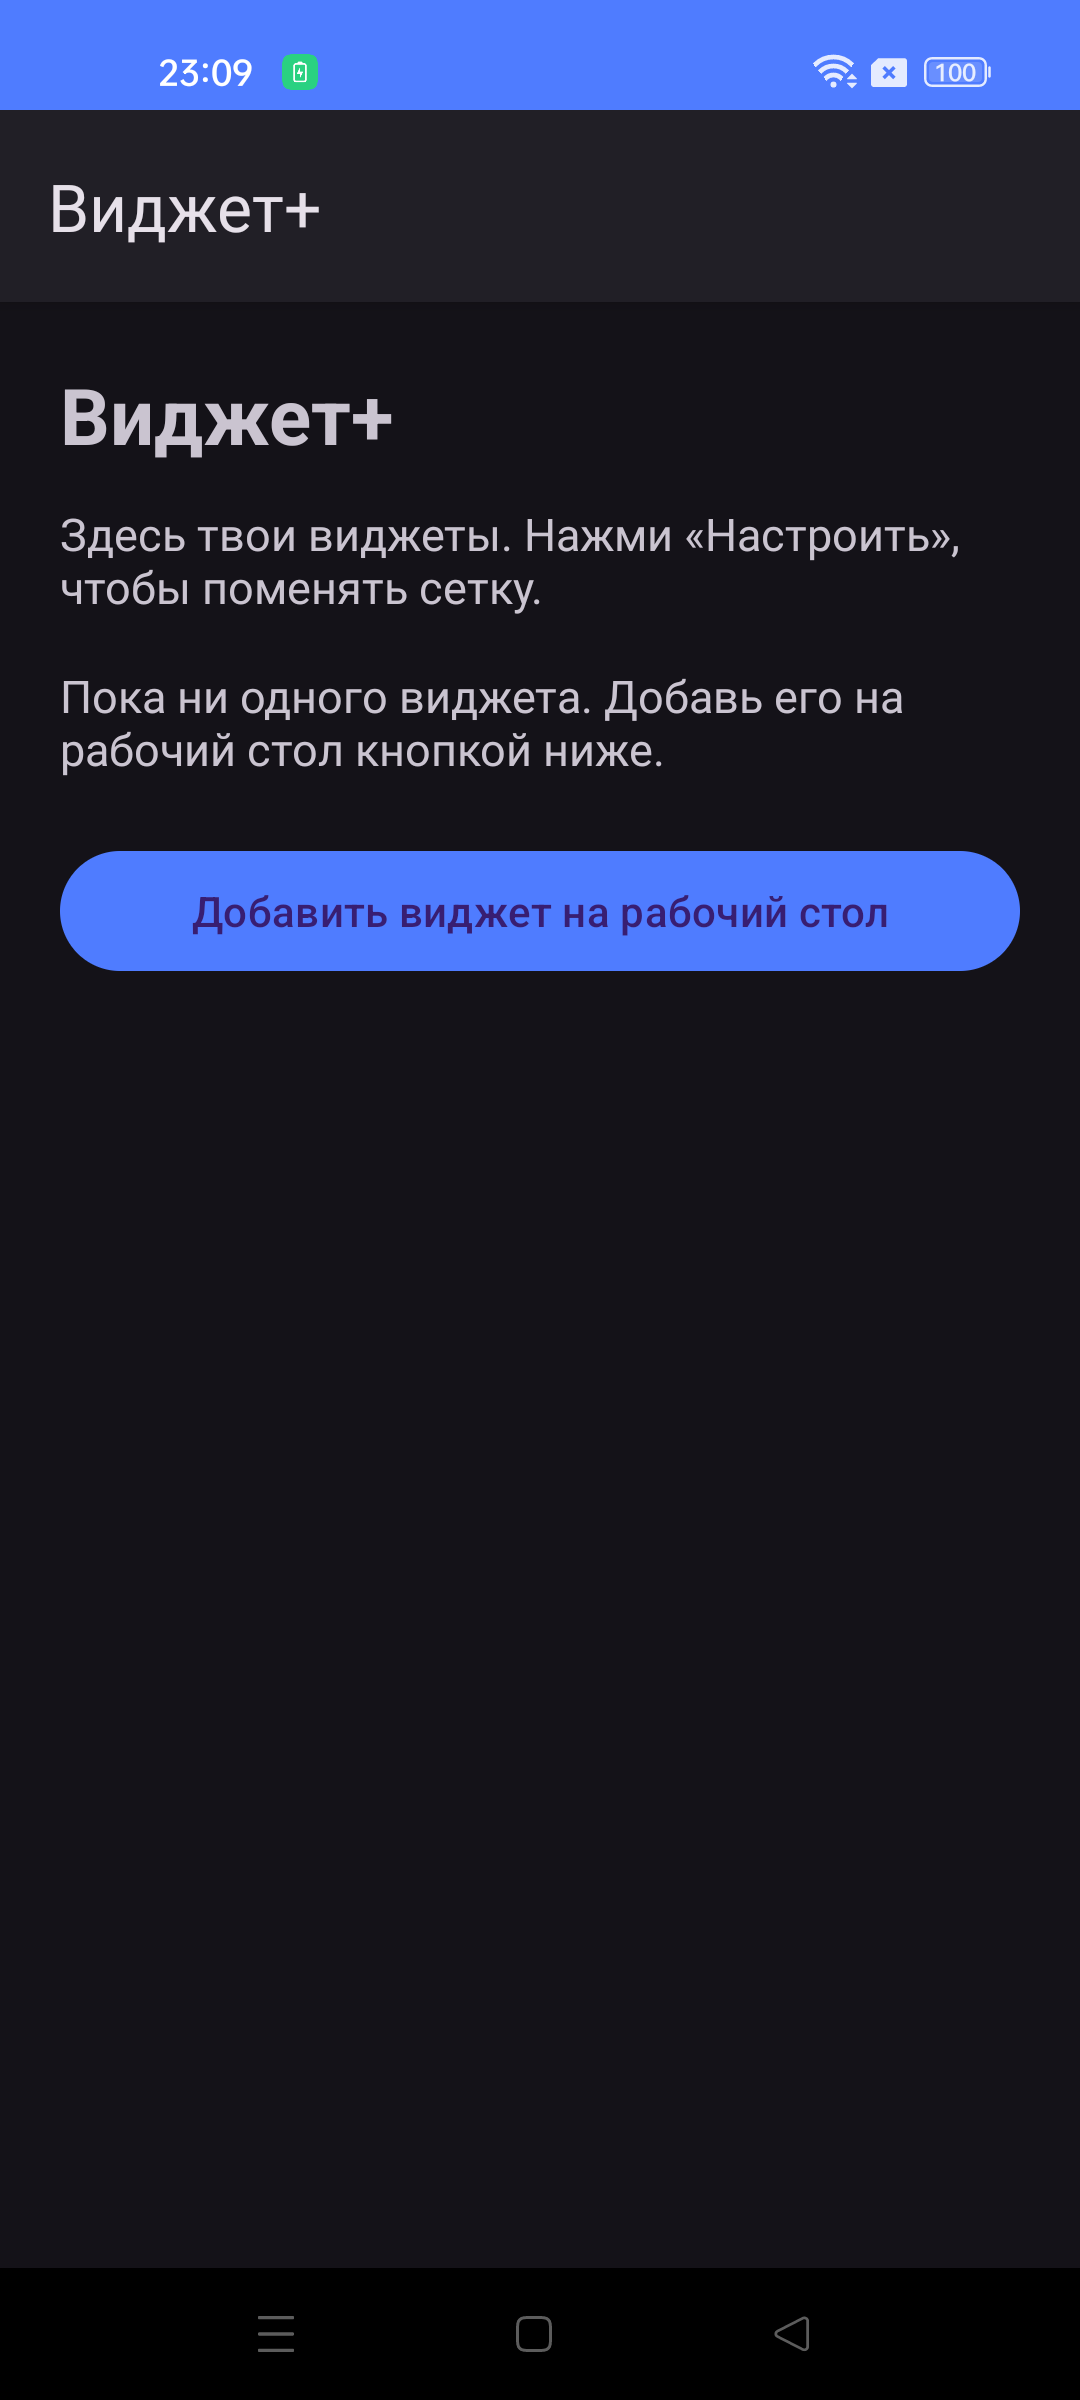 23:09
100
Виджет+
Виджет+
Здесь твои виджеты. Нажми «Настроить»,
чтобы поменять сетку.
Пока ни одного виджета. Добавь его на
рабочий стол кнопкой ниже.
Добавить виджет на рабочий стол